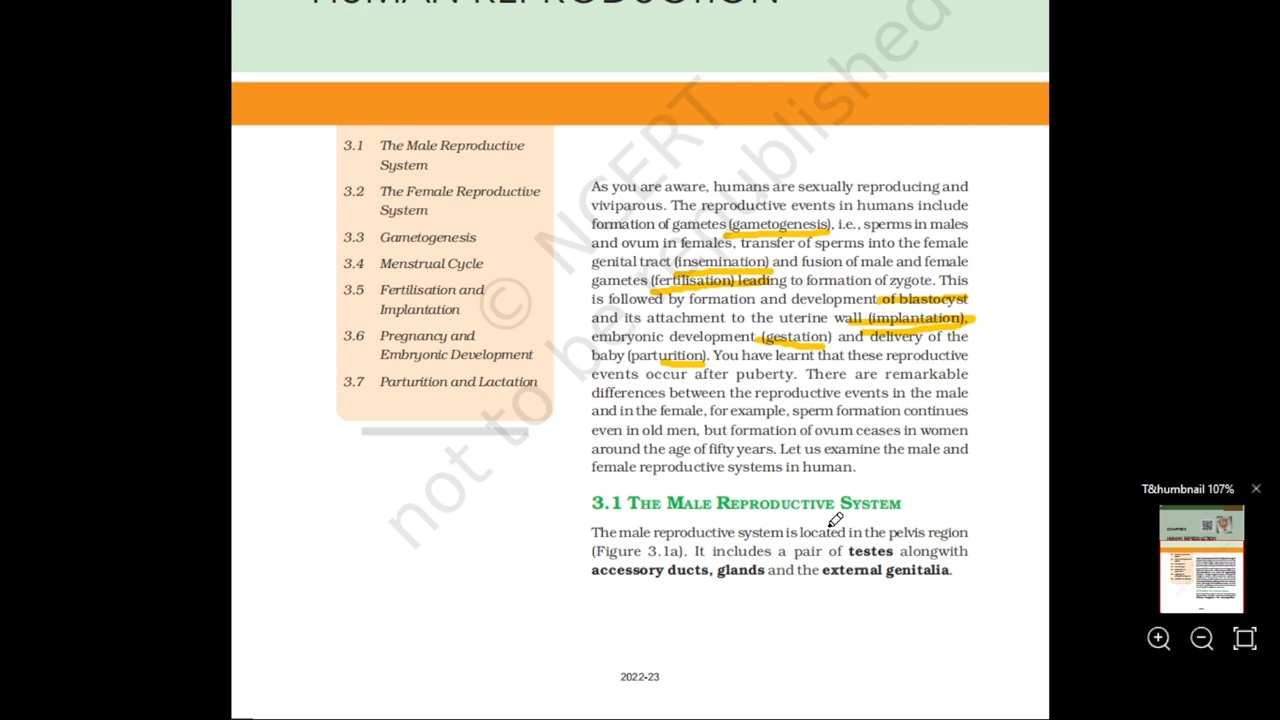 HUMAN REPRODUCTION
3.1 The Male Reproductive
System
3.2 The Female Reproductive
System
3.3 Gametogenesis
3.4 Menstrual Cycle
3.5 Fertilisation and
Implantation
3.6 Pregnancy and
Embryonic Development
3.7 Parturition and Lactation
As you are aware, humans are sexually reproducing and
viviparous. The reproductive events in humans include
formation of gametes (gametogenesis), i.e., sperms in males
and ovum in females, transfer of sperms into the female
genital tract (insemination) and fusion of male and female
gametes (fertilisation) leading to formation of zygote. This
is followed by formation and development of blastocyst
and its attachment to the uterine wall (implantation),
embryonic development (gestation) and delivery of the
baby (parturition). You have learnt that these reproductive
events occur after puberty. There are remarkable
differences between the reproductive events in the male
and in the female, for example, sperm formation continues
even in old men, but formation of ovum ceases in women
around the age of fifty years. Let us examine the male and
female reproductive systems in human.
3.1 THE MALE REPRODUCTIVE SYSTEM
The male reproductive system is located in the pelvis region
(Figure 3.1a). It includes a pair of testes alongwith
accessory ducts, glands and the external genitalia.
2022-23
© NCERT
not to be republished
T&humbnail 107%
HUMAN REPRODUCTION